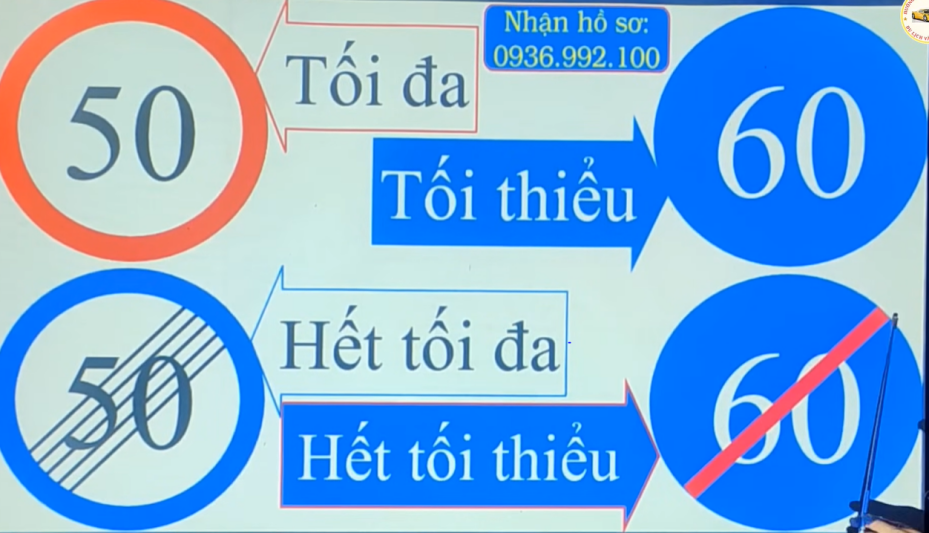 50
Tối đa
Nhận hồ sơ:
0936.992.100
60
Tối thiểu
50
Hết tối đa
60
Hết tối thiểu